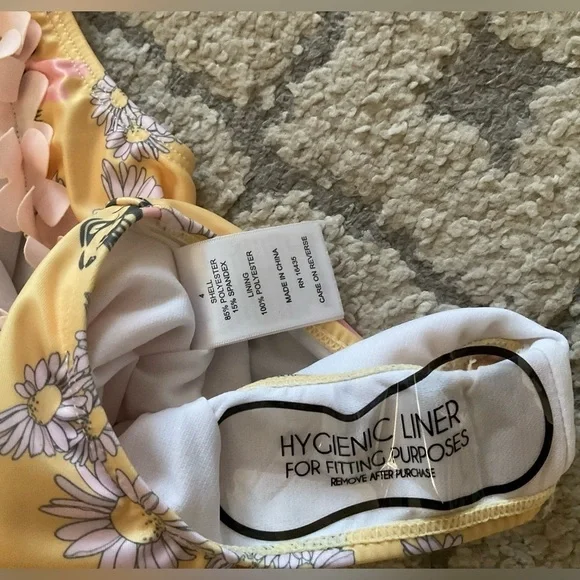 4
SHELL
85% POLYESTER
15% SPANDEX
LINING
100% POLYESTER
MADE IN CHINA
RN 16435
CARE ON REVERSE
HYGIENIC LINER
FOR FITTING PURPOSES
REMOVE AFTER PURCHASE